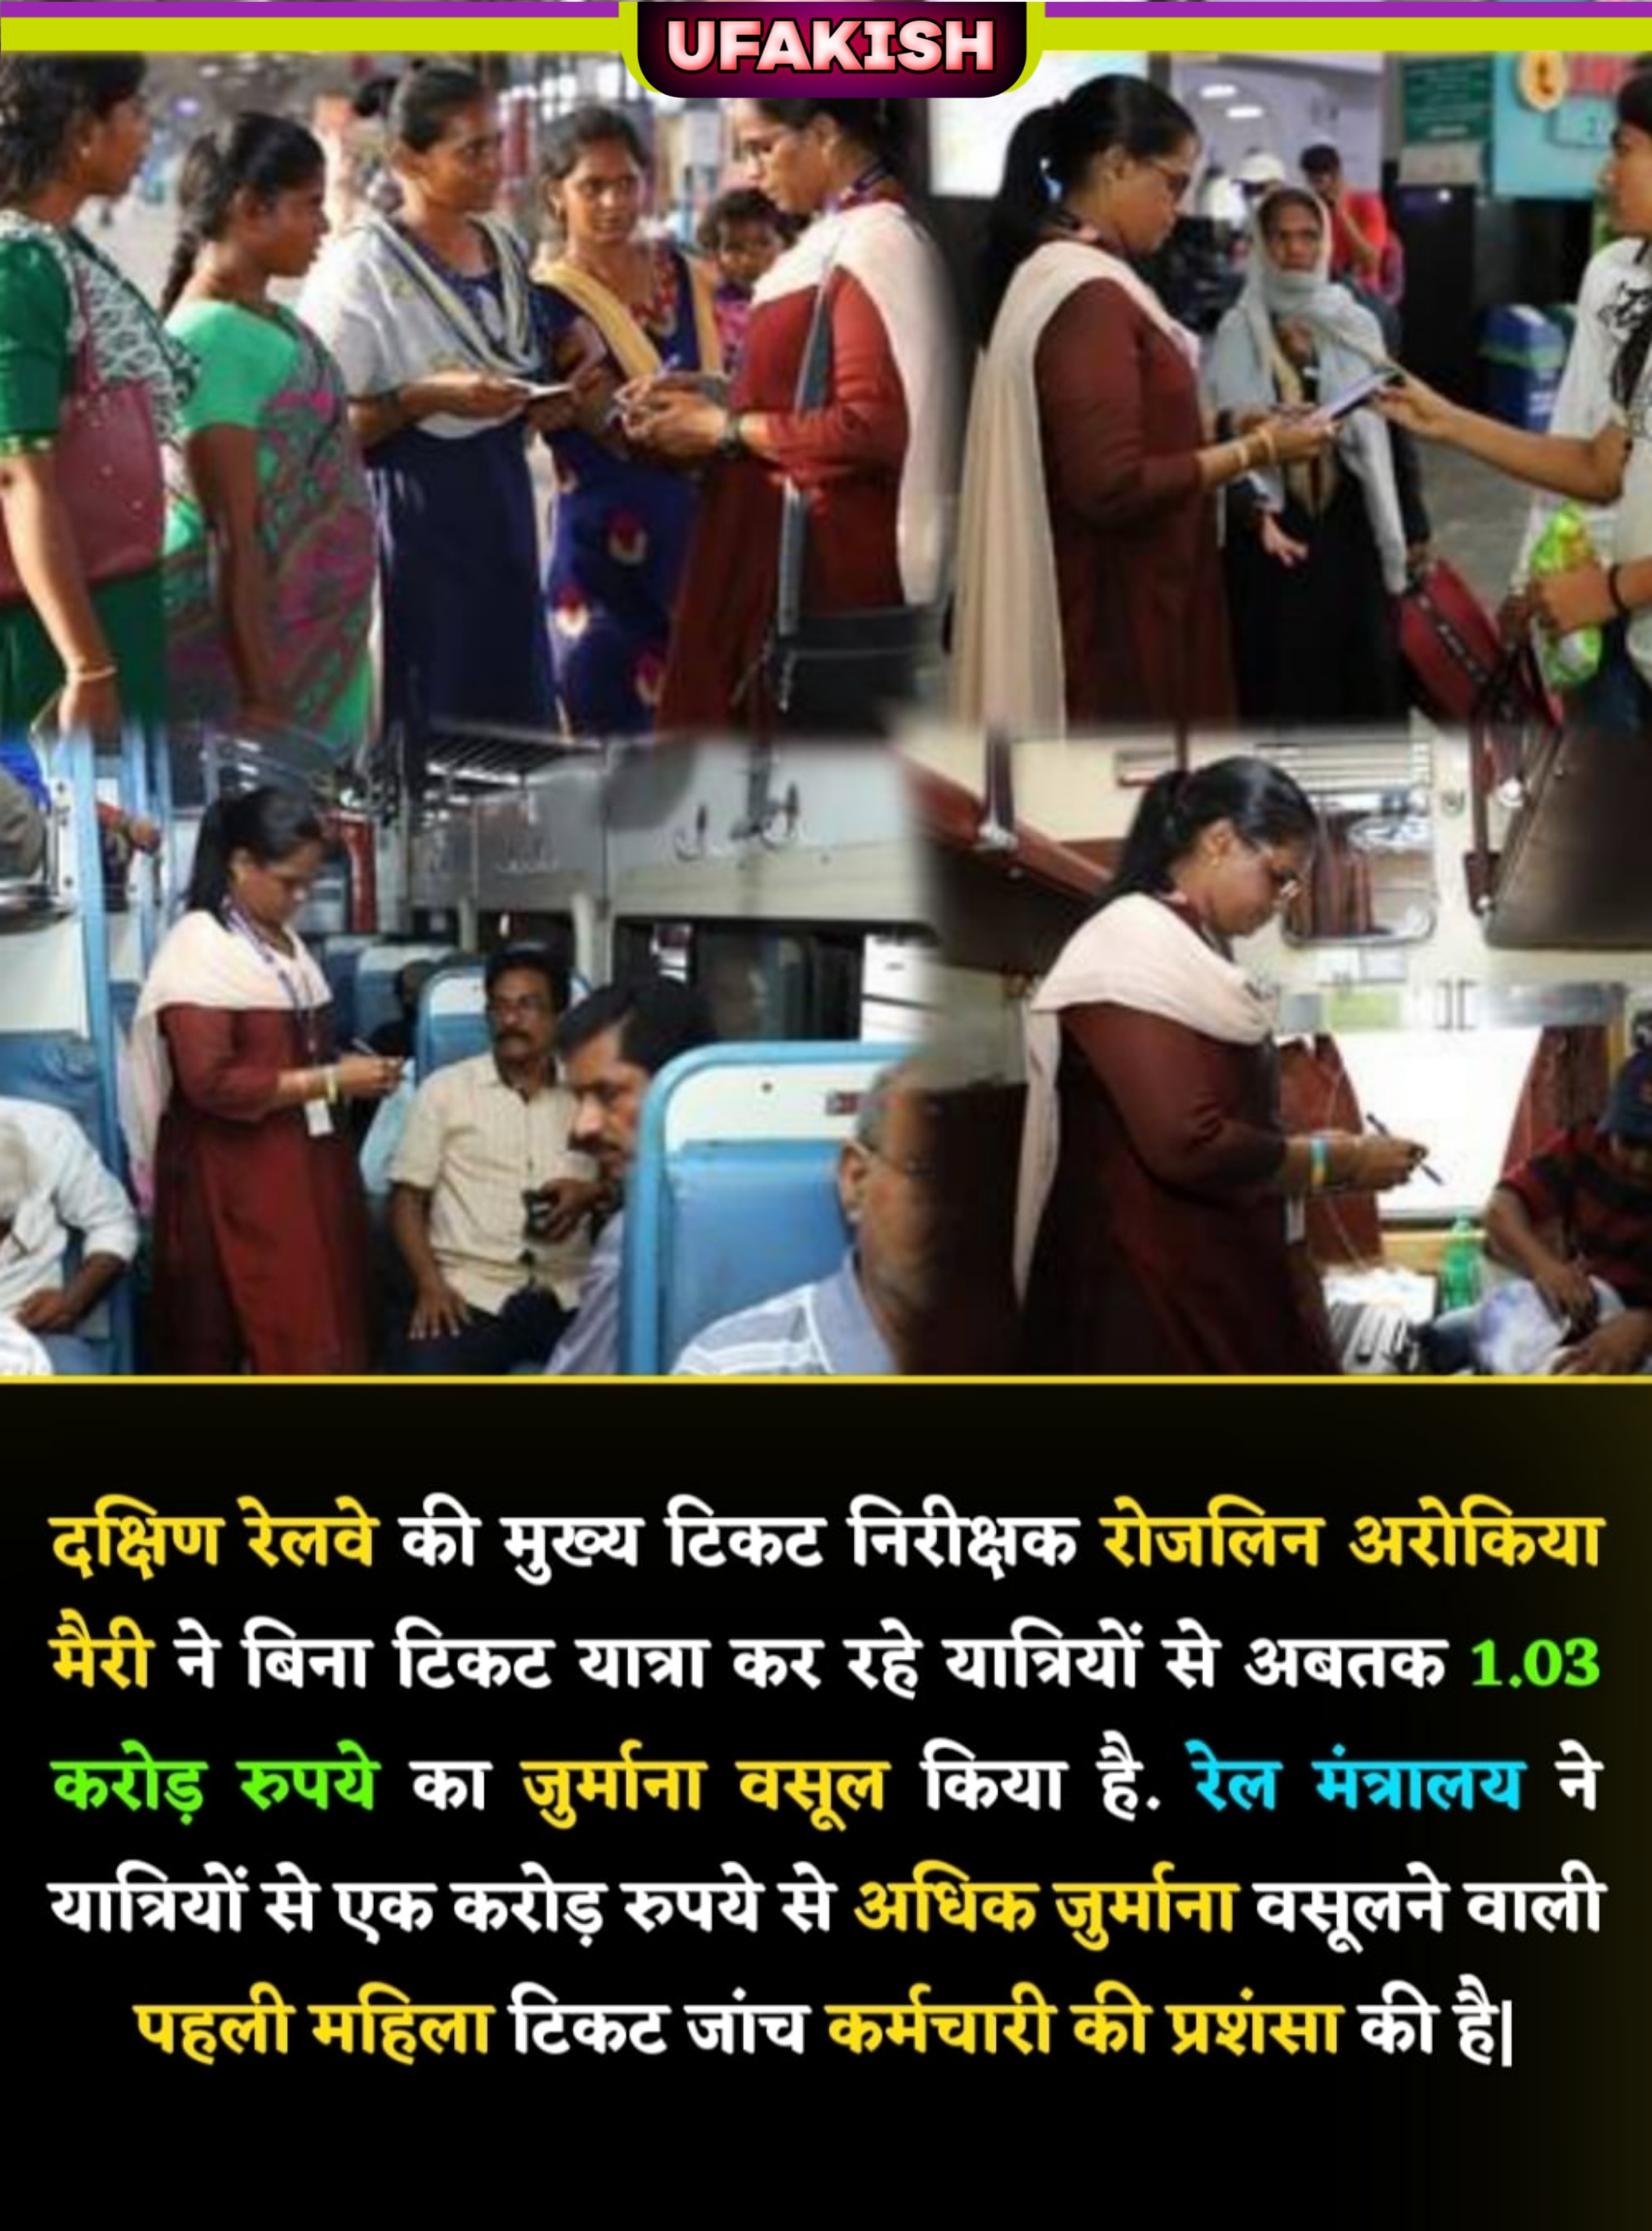 UFAKISH
दक्षिण रेलवे की मुख्य टिकट निरीक्षक रोजलिन अरोकिया
मैरी ने बिना टिकट यात्रा कर रहे यात्रियों से अबतक 1.03
करोड़ रुपये का जुर्माना वसूल किया है. रेल मंत्रालय ने
यात्रियों से एक करोड़ रुपये से अधिक जुर्माना वसूलने वाली
पहली महिला टिकट जांच कर्मचारी की प्रशंसा की है|